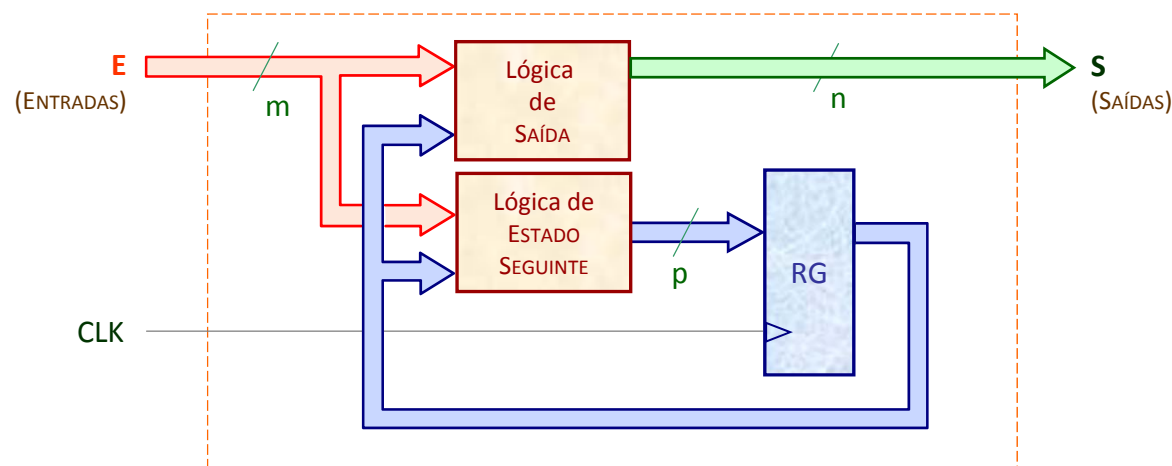 E
(ENTRADAS)
m
Lógica
de
SAÍDA
n
S
(SAÍDAS)
Lógica de
ESTADO
SEGUINTE
p
RG
CLK